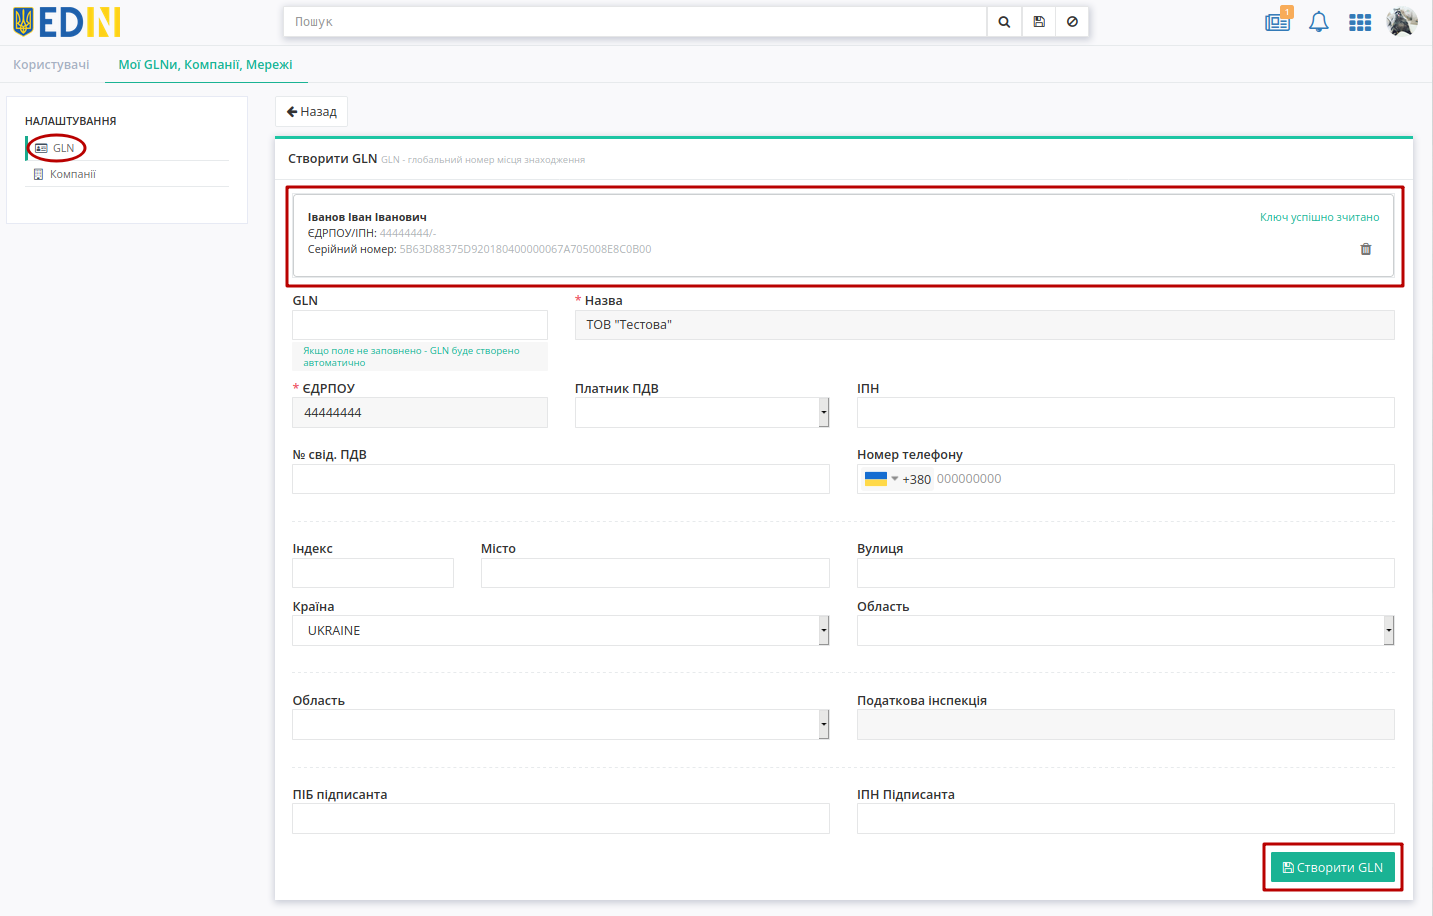 EDIN
Пошук
1
Користувачі
Мої GLNи, Компанії, Мережі
НАЛАШТУВАННЯ
GLN
Компанії
Назад
Створити GLN GLN - глобальний номер місця знаходження
Іванов Іван Іванович
Ключ успішно зчитано
ЄДРПОУ/ІПН: 44444444/-
Серійний номер: 5B63D88375D920180400000067A705008E8C0B00
GLN
* Назва
ТОВ "Тестова"
Якщо поле не заповнено - GLN буде створено
автоматично
* ЄДРПОУ
Платник ПДВ
ІПН
44444444
№ свід. ПДВ
Номер телефону
+380 000000000
Індекс
Місто
Вулиця
Країна
Область
UKRAINE
Область
Податкова інспекція
ПІБ підписанта
ІПН Підписанта
Створити GLN